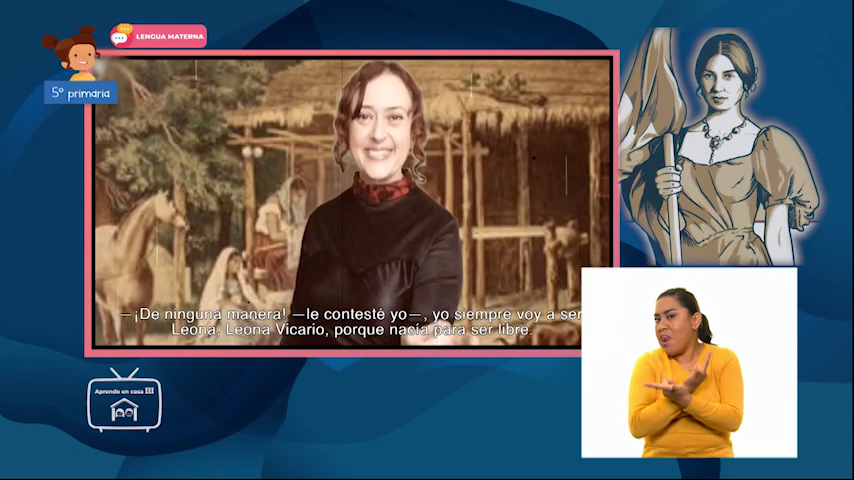 LENGUA MATERNA
5° primaria
—¡De ninguna manera! —le contesté yo—, yo siempre voy a ser
Leona, Leona Vicario, porque nacía para ser libre.
Aprende en casa III